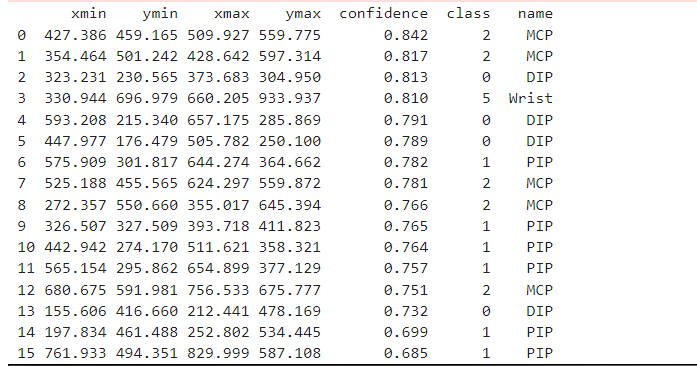 xmin ymin xmax ymax confidence class name
0 427.386 459.165 509.927 559.775 0.842 2 MCP
1 354.464 501.242 428.642 597.314 0.817 2 MCP
2 323.231 230.565 373.683 304.950 0.813 0 DIP
3 330.944 696.979 660.205 933.937 0.810 5 Wrist
4 593.208 215.340 657.175 285.869 0.791 0 DIP
5 447.977 176.479 505.782 250.100 0.789 0 DIP
6 575.909 301.817 644.274 364.662 0.782 1 PIP
7 525.188 455.565 624.297 559.872 0.781 2 MCP
8 272.357 550.660 355.017 645.394 0.766 2 MCP
9 326.507 327.509 393.718 411.823 0.765 1 PIP
10 442.942 274.170 511.621 358.321 0.764 1 PIP
11 565.154 295.862 654.899 377.129 0.757 1 PIP
12 680.675 591.981 756.533 675.777 0.751 2 MCP
13 155.606 416.660 212.441 478.169 0.732 0 DIP
14 197.834 461.488 252.802 534.445 0.699 1 PIP
15 761.933 494.351 829.999 587.108 0.685 1 PIP